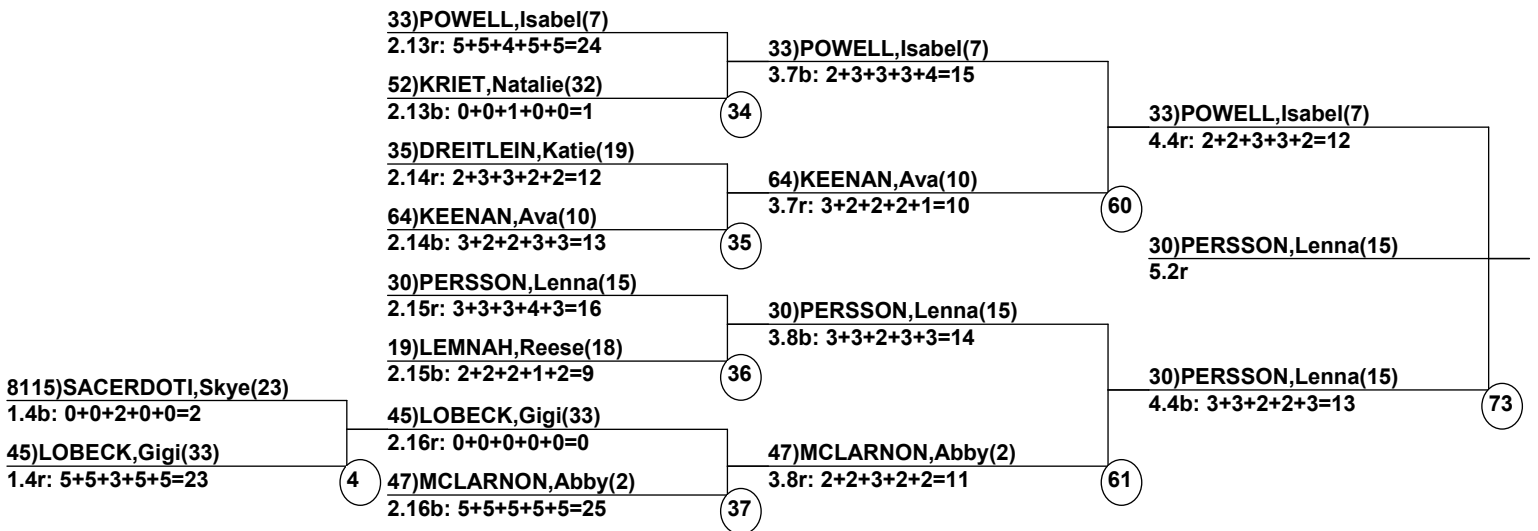 33)POWELL,Isabel(7)
2.13r: 5+5+4+5+5=24
52)KRIET,Natalie(32)
2.13b: 0+0+1+0+0=1
34
35)DREITLEIN,Katie(19)
2.14r: 2+3+3+2+2=12
64)KEENAN,Ava(10)
2.14b: 3+2+2+3+3=13
35
30)PERSSON,Lenna(15)
2.15r: 3+3+3+4+3=16
19)LEMNAH,Reese(18)
2.15b: 2+2+2+1+2=9
36
8115)SACERDOTI,Skye(23)
1.4b: 0+0+2+0+0=2
45)LOBECK,Gigi(33)
1.4r: 5+5+3+5+5=23
4
45)LOBECK,Gigi(33)
2.16r: 0+0+0+0+0=0
47)MCLARNON,Abby(2)
2.16b: 5+5+5+5+5=25
37
33)POWELL,Isabel(7)
3.7b: 2+3+3+3+4=15
64)KEENAN,Ava(10)
3.7r: 3+2+2+2+1=10
60
30)PERSSON,Lenna(15)
3.8b: 3+3+2+3+3=14
47)MCLARNON,Abby(2)
3.8r: 2+2+3+2+2=11
61
33)POWELL,Isabel(7)
4.4r: 2+2+3+3+2=12
30)PERSSON,Lenna(15)
5.2r
30)PERSSON,Lenna(15)
4.4b: 3+3+2+2+3=13
73